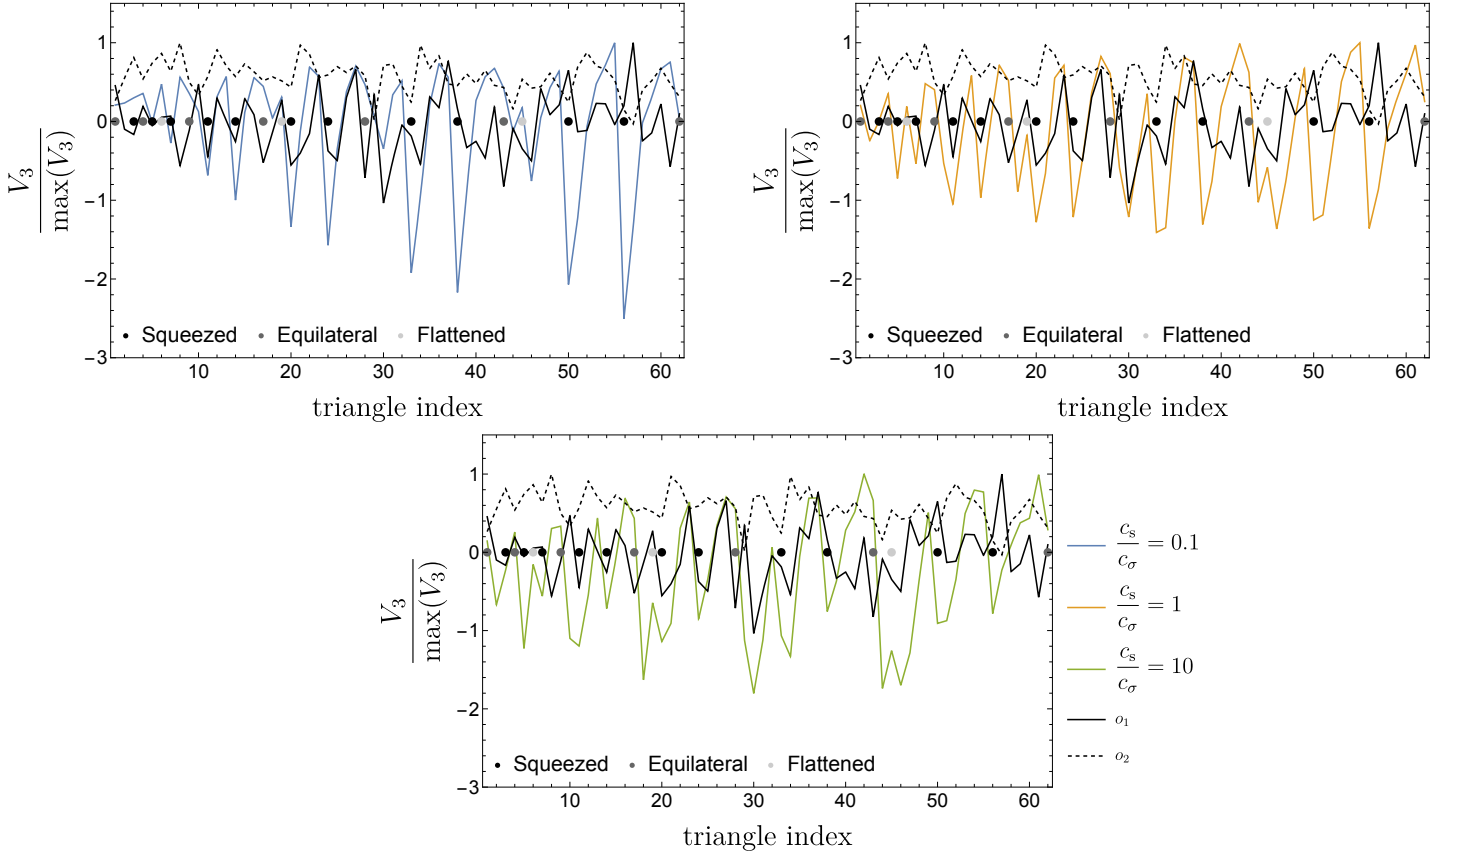 1
0
−1
−2
−3
V₃
max(V₃)
Squeezed Equilateral Flattened
10 20 30 40 50 60
triangle index
1
0
−1
−2
−3
V₃
max(V₃)
Squeezed Equilateral Flattened
10 20 30 40 50 60
triangle index
1
0
−1
−2
−3
V₃
max(V₃)
Squeezed Equilateral Flattened
10 20 30 40 50 60
triangle index
cₛ/c_σ = 0.1
cₛ/c_σ = 1
cₛ/c_σ = 10
o₁
o₂